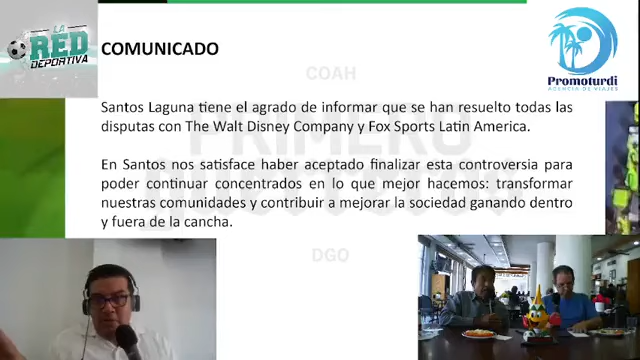 LA
RED
DEPORTIVA
COMUNICADO
Promoturdi
AGENCIA DE VIAJES
COAH
Santos Laguna tiene el agrado de informar que se han resuelto todas las
disputas con The Walt Disney Company y Fox Sports Latin America.
PRIMERO
En Santos nos satisface haber aceptado finalizar esta controversia para
poder continuar concentrados en lo que mejor hacemos: transformar
nuestras comunidades y contribuir a mejorar la sociedad ganando dentro
y fuera de la cancha.
DGO